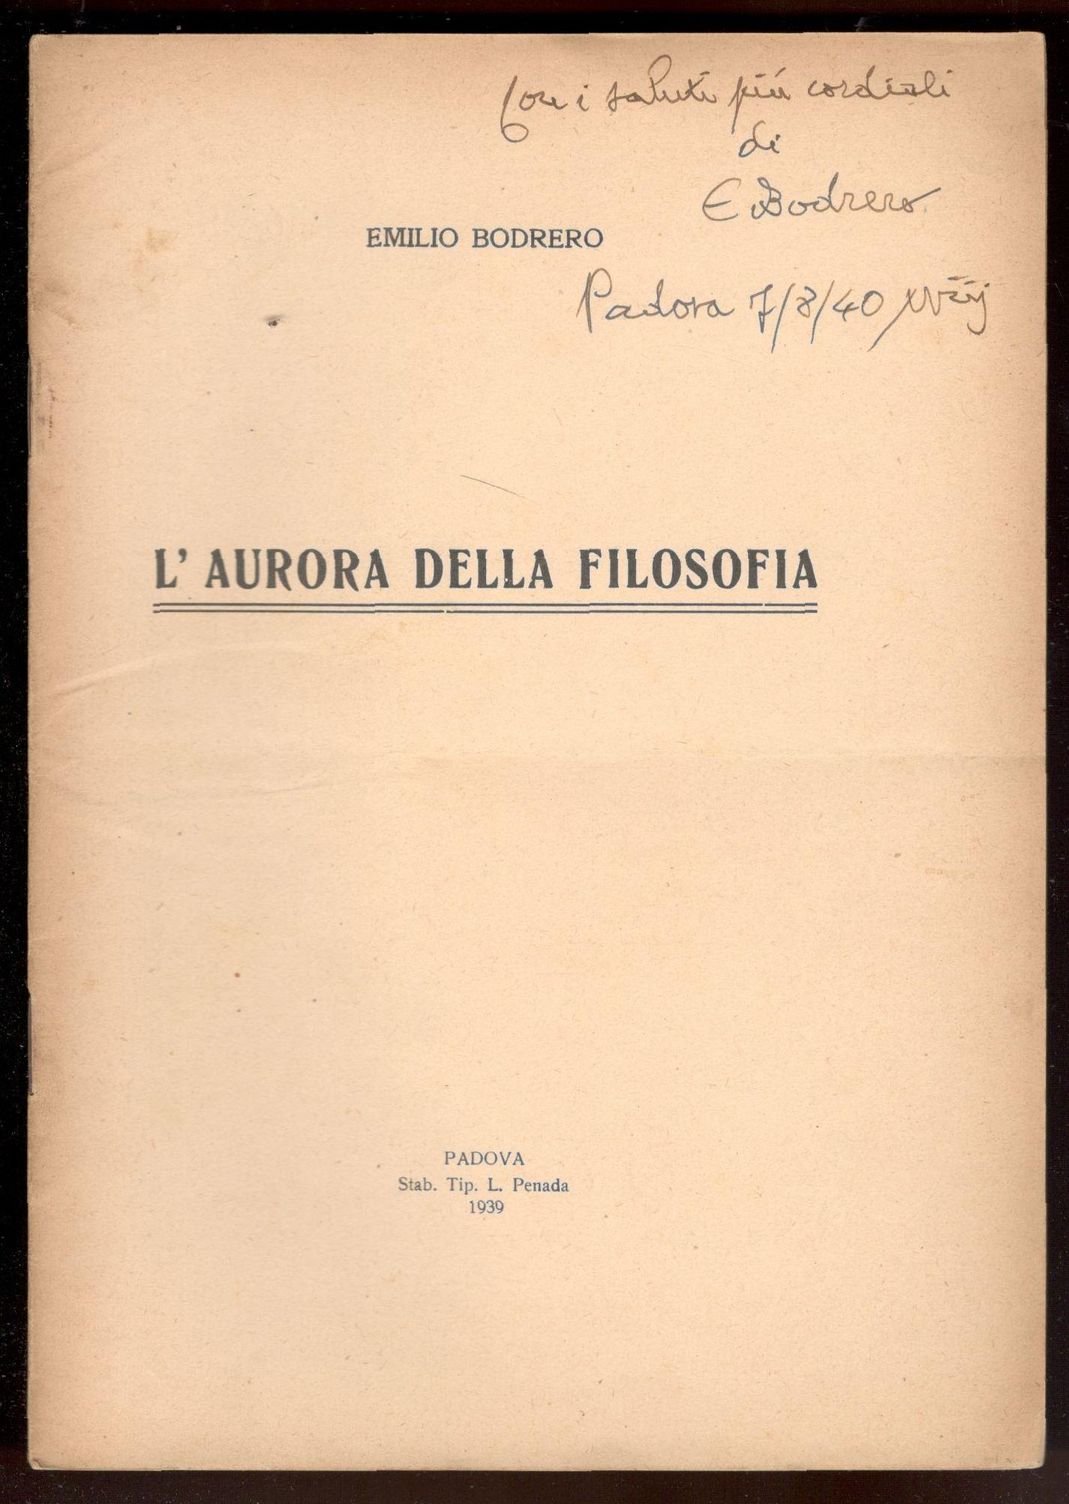 Con i saluti più cordiali
di
E Bodrero
EMILIO BODRERO
Padova 7/8/40 XViij
L' AURORA DELLA FILOSOFIA
PADOVA
Stab. Tip. L. Penada
1939